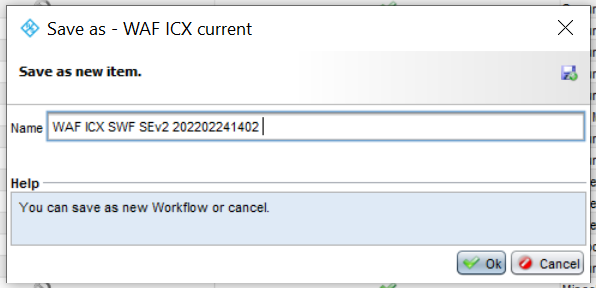 Save as - WAF ICX current
Save as new item.
Name WAF ICX SWF SEv2 202202241402
Help
You can save as new Workflow or cancel.
Ok Cancel